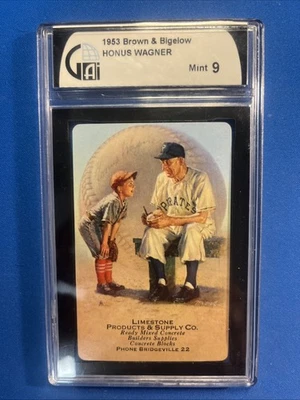 1953 Brown & Bigelow
HONUS WAGNER
GAi
Mint 9
PIRATES
LIMESTONE
PRODUCTS & SUPPLY CO.
Ready Mixed Concrete
Builders Supplies
Concrete Blocks
PHONE BRIDGEVILLE 22